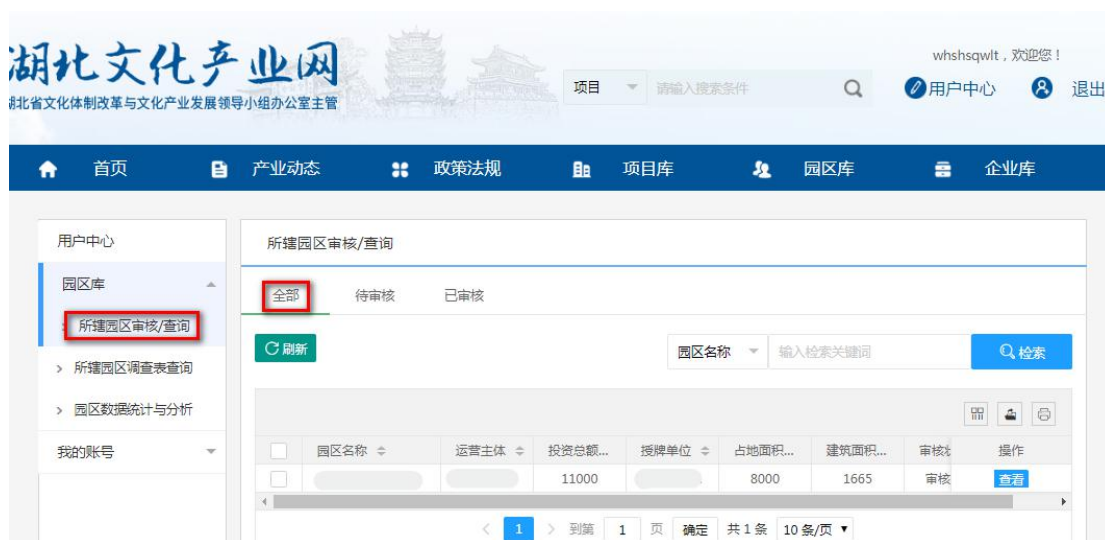 湖北文化产业网
湖北省文化体制改革与文化产业发展领导小组办公室主管
whshsqwlt，欢迎您！
项目 请输入搜索条件 用户中心 退出
首页 产业动态 政策法规 项目库 园区库 企业库
用户中心
园区库
所辖园区审核/查询
所辖园区调查表查询
园区数据统计与分析
我的账号
所辖园区审核/查询
全部 待审核 已审核
刷新 园区名称 输入检索关键词 检索
园区名称 运营主体 投资总额... 授牌单位 占地面积... 建筑面积... 审核 操作
11000 8000 1665 审核 查看
1 到第 1 页 确定 共 1 条 10 条/页